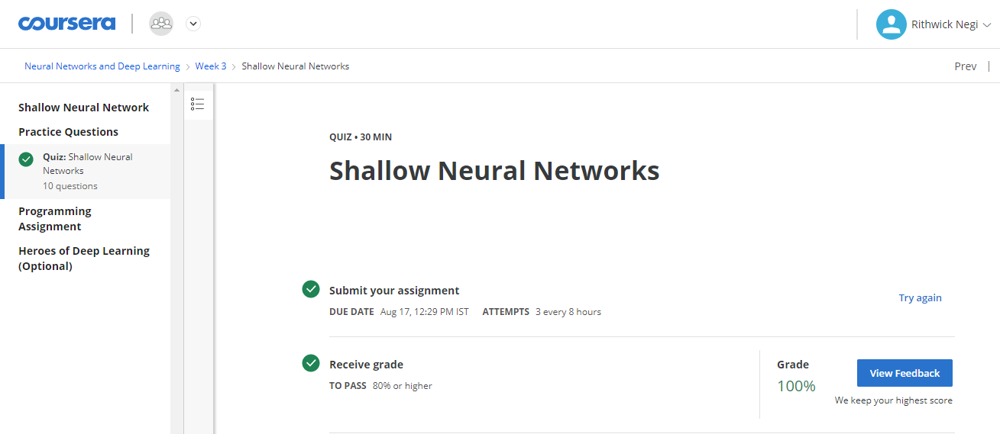 coursera
Rithwick Negi
Neural Networks and Deep Learning > Week 3 > Shallow Neural Networks
Prev
Shallow Neural Network
Practice Questions
Quiz: Shallow Neural
Networks
10 questions
Programming
Assignment
Heroes of Deep Learning
(Optional)
QUIZ • 30 MIN
Shallow Neural Networks
Submit your assignment
DUE DATE Aug 17, 12:29 PM IST ATTEMPTS 3 every 8 hours
Try again
Receive grade
TO PASS 80% or higher
Grade
100%
View Feedback
We keep your highest score